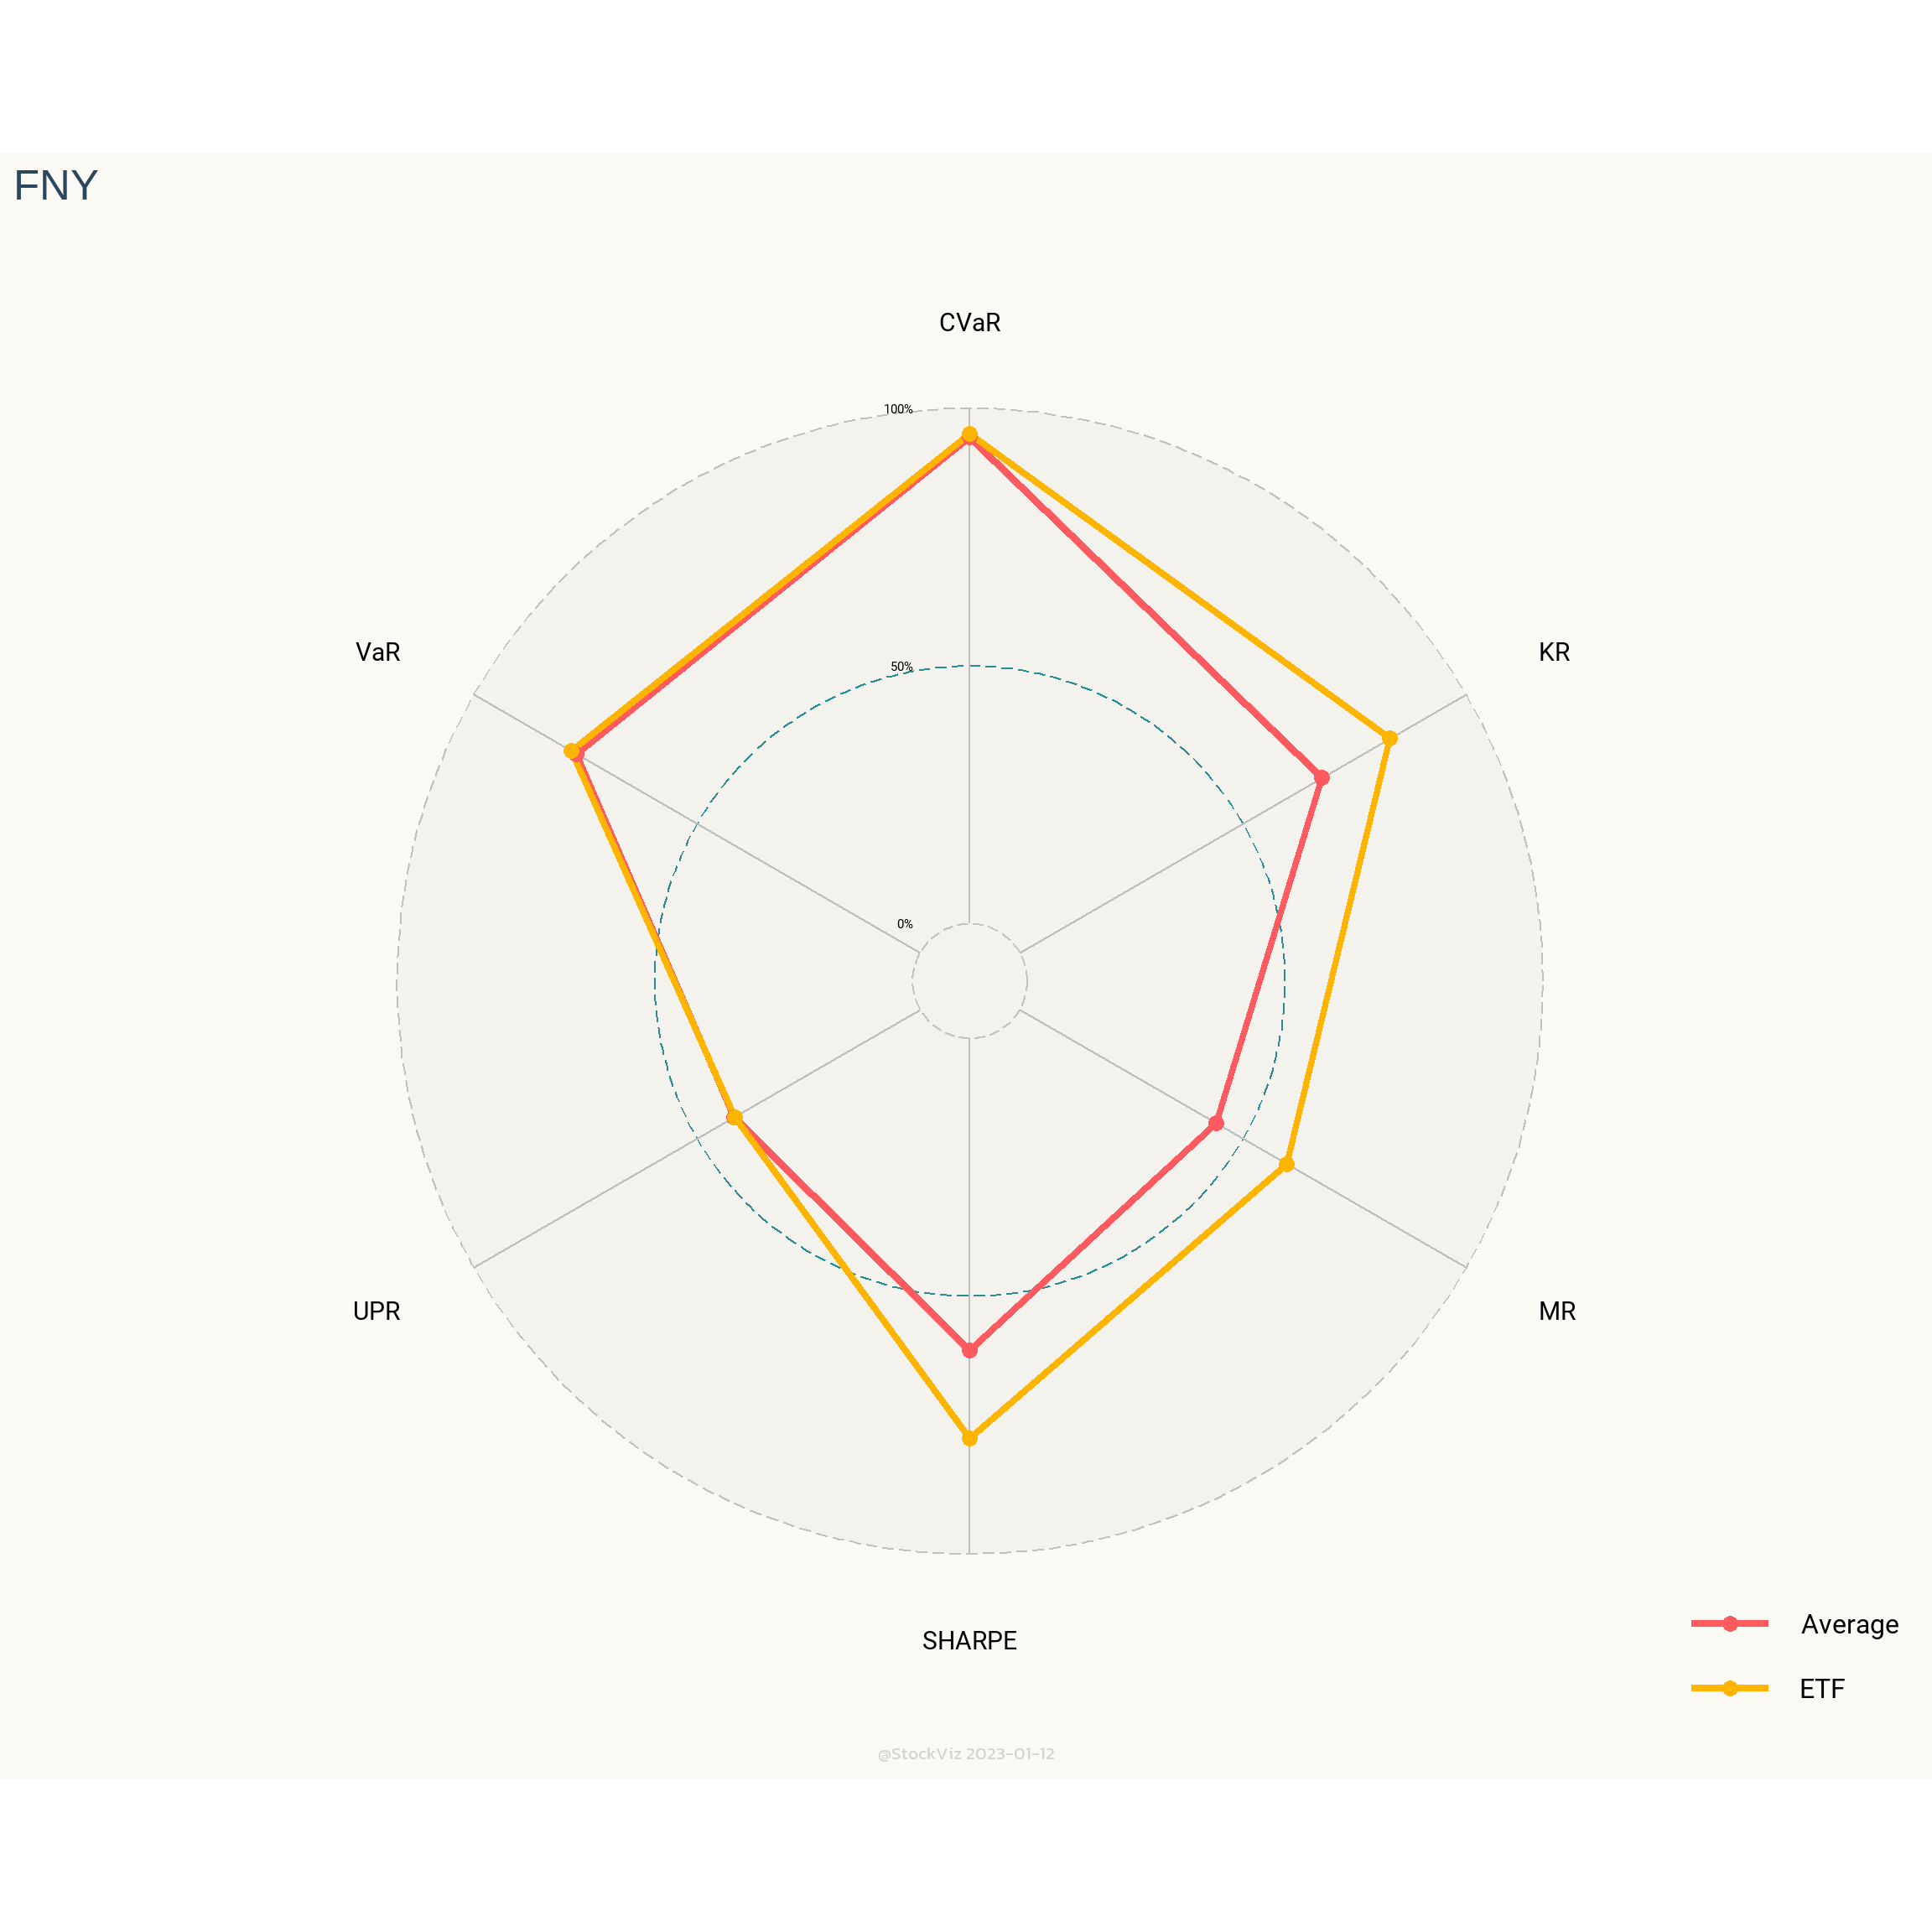 FNY
CVaR
100%
VaR
KR
50%
0%
UPR
MR
SHARPE
Average
ETF
@StockViz 2023-01-12